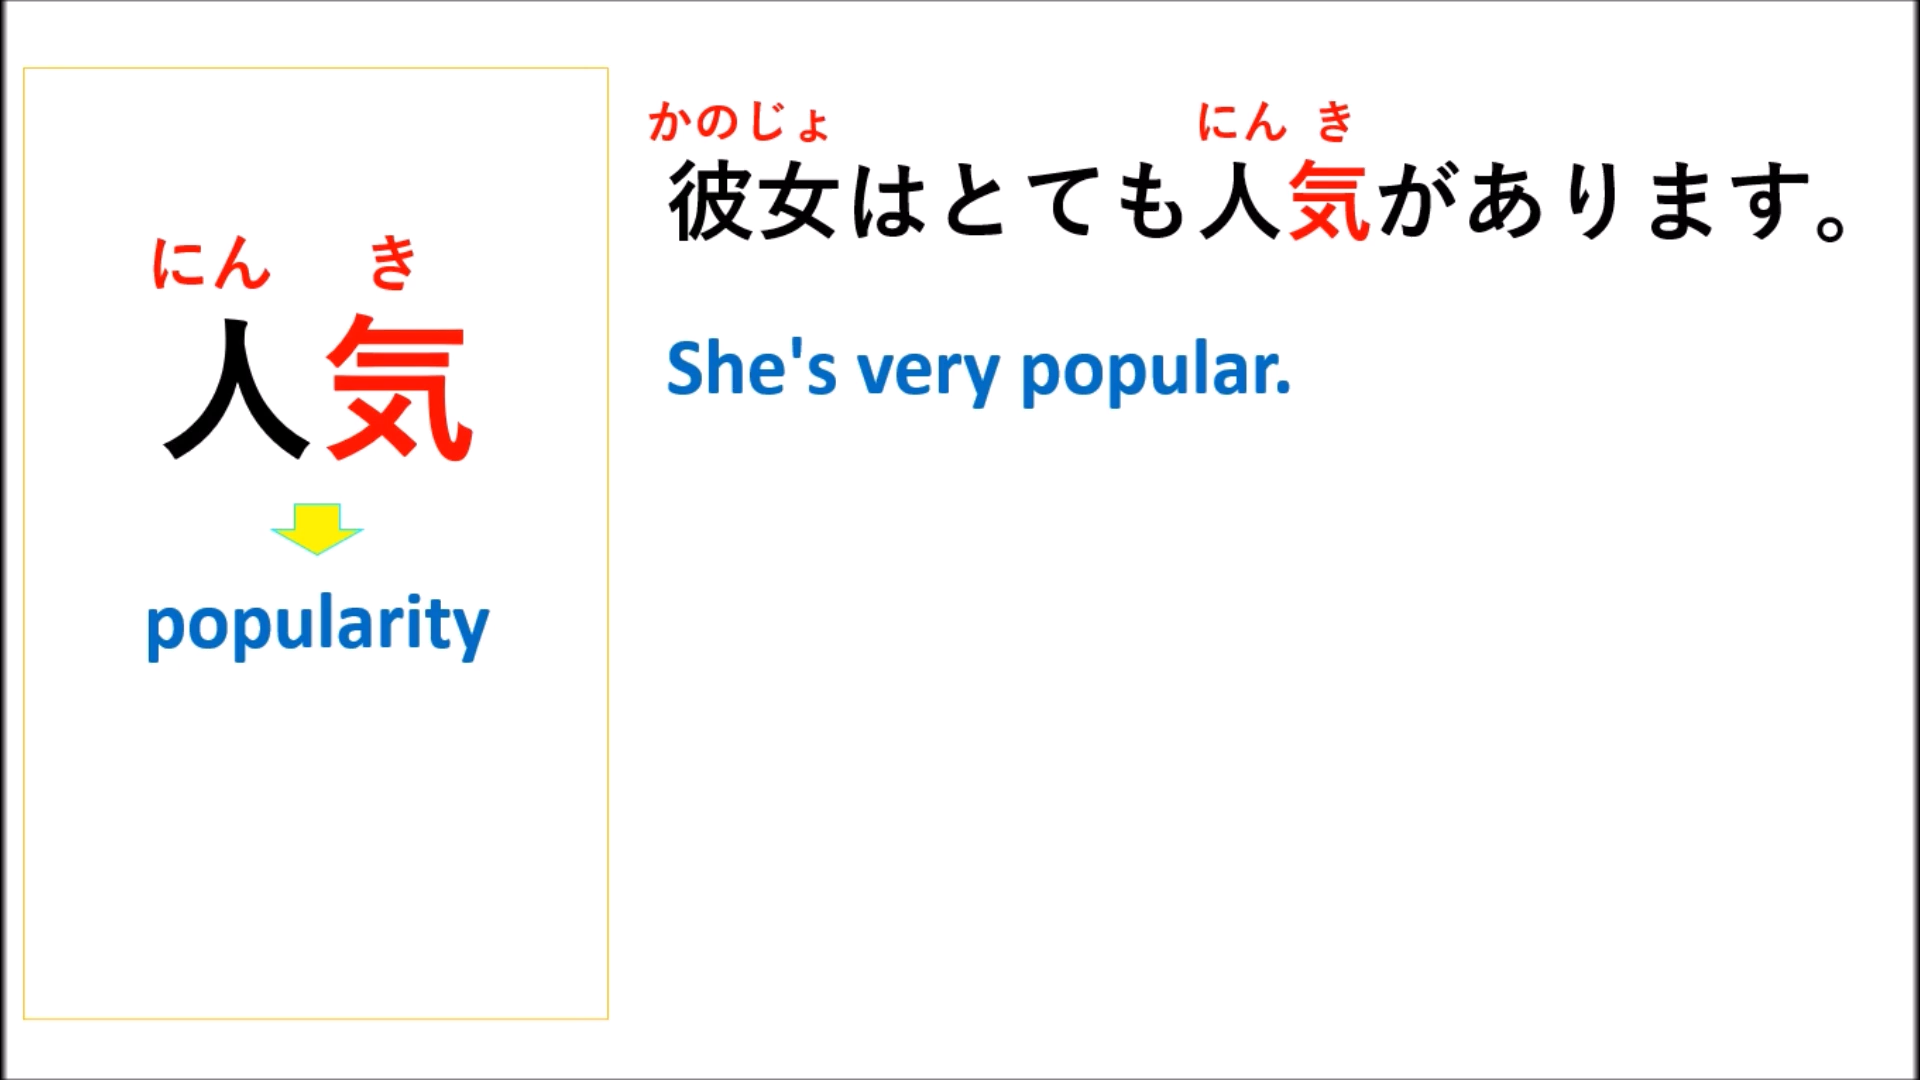 にん き
人気
popularity
かのじょ にん き
彼女はとても人気があります。
She's very popular.